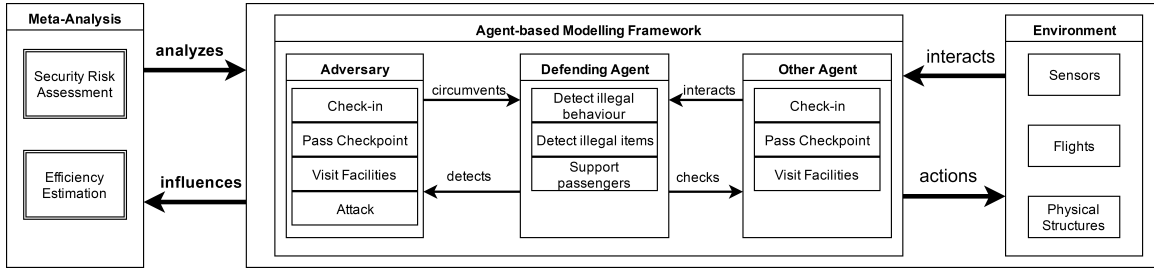 Meta-Analysis
Security Risk
Assessment
Efficiency
Estimation
analyzes
influences
Agent-based Modelling Framework
Adversary
Check-in
Pass Checkpoint
Visit Facilities
Attack
circumvents
detects
Defending Agent
Detect illegal
behaviour
Detect illegal items
Support
passengers
interacts
checks
Other Agent
Check-in
Pass Checkpoint
Visit Facilities
interacts
actions
Environment
Sensors
Flights
Physical
Structures